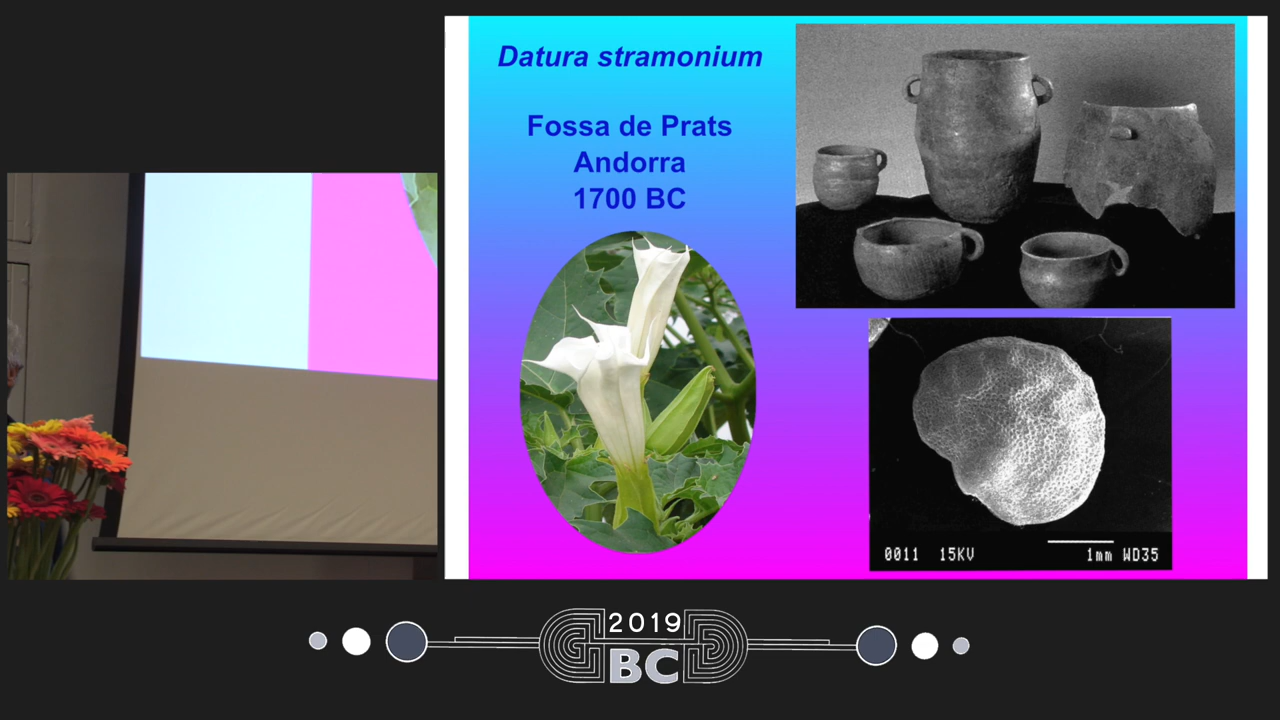 Datura stramonium
Fossa de Prats
Andorra
1700 BC
0011 15KV 1mm WD35
2019
BC